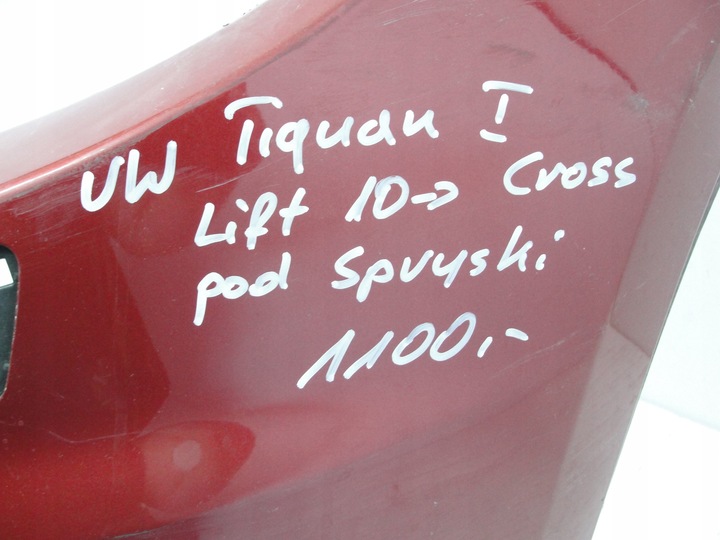 VW Tiguan I
Lift 10-> Cross
pod Spryski
1100,-